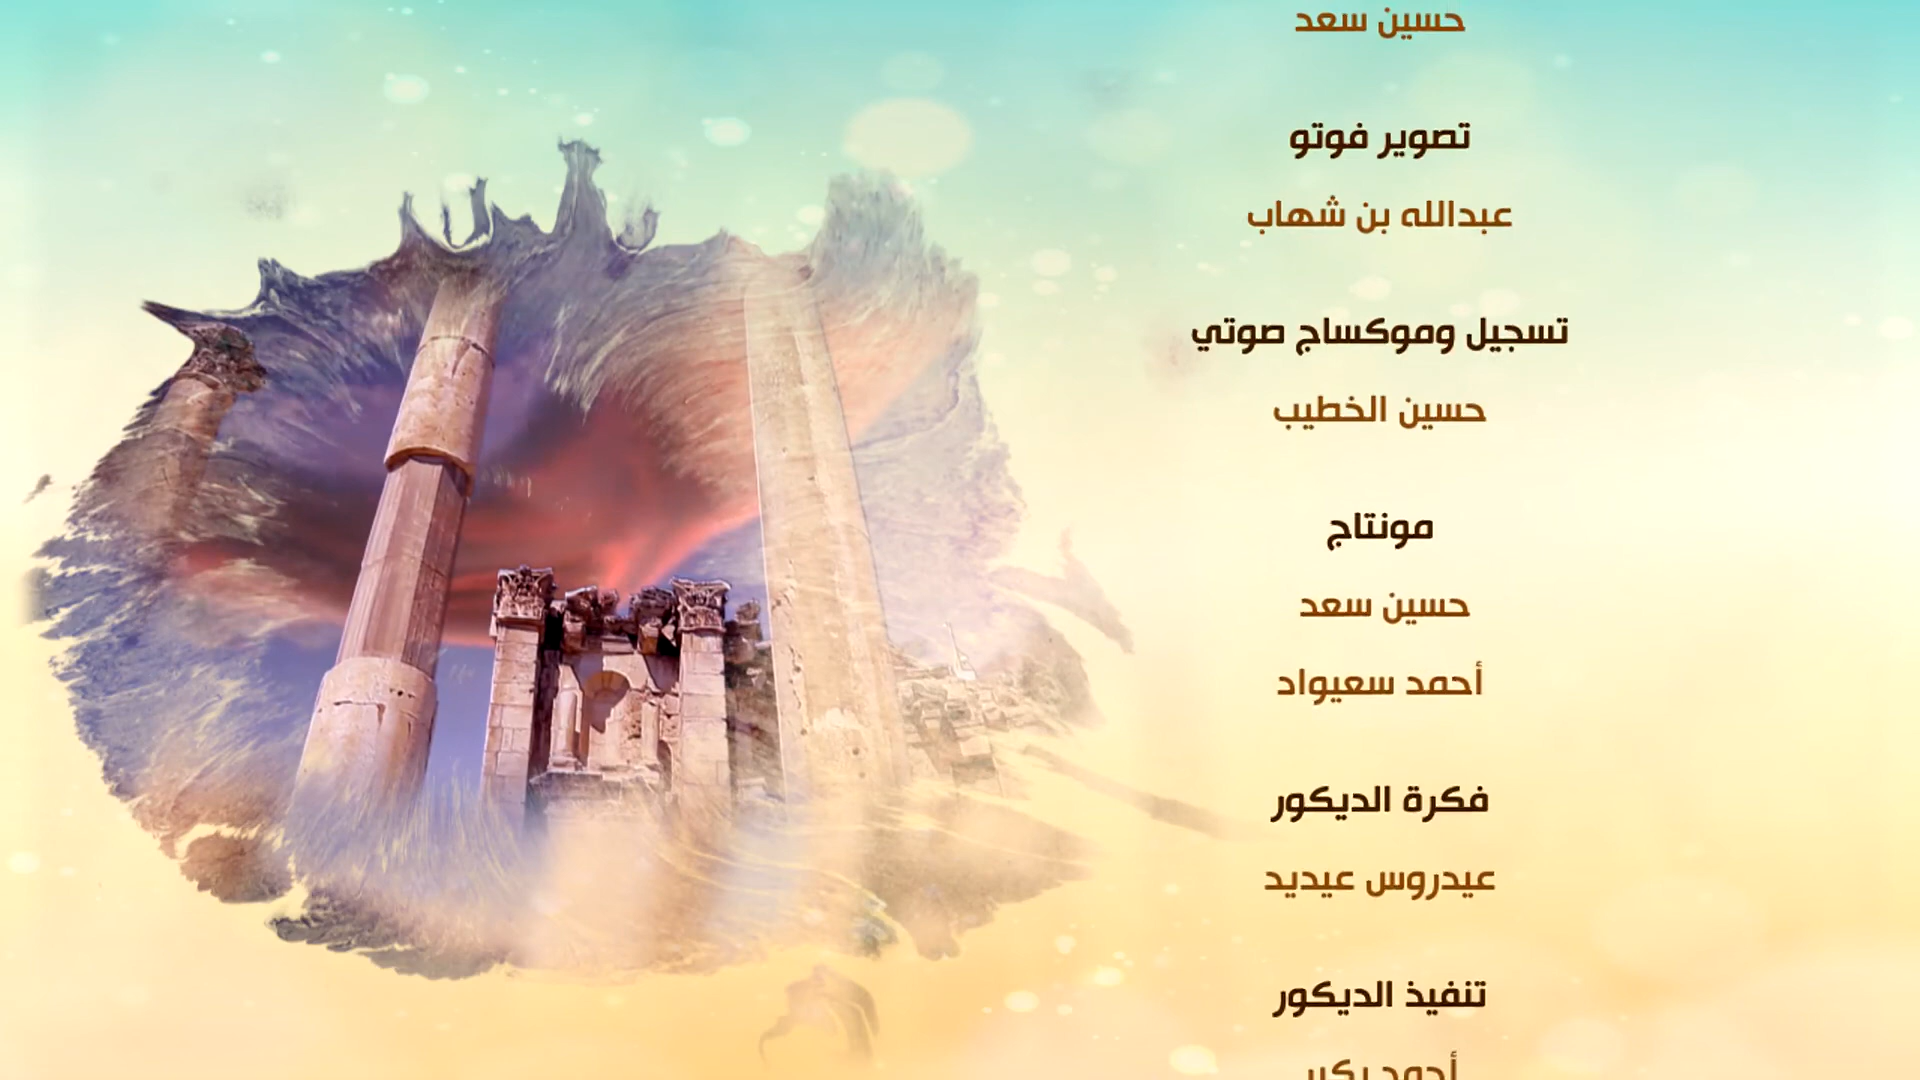 حسين سعد
تصوير فوتو
عبدالله بن شهاب
تسجيل وموكساج صوتي
حسين الخطيب
مونتاج
حسين سعد
أحمد سعيواد
فكرة الديكور
عيدروس عيديد
تنفيذ الديكور
أحمد